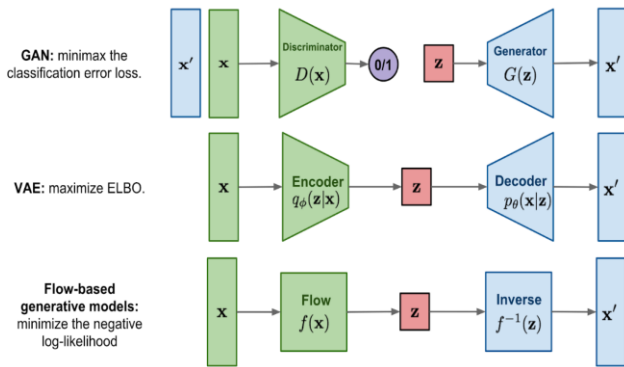 GAN: minimax the
classification error loss.
x′
x
Discriminator
D(x)
0/1
z
Generator
G(z)
x′
VAE: maximize ELBO.
x
Encoder
qϕ(z|x)
z
Decoder
pθ(x|z)
x′
Flow-based
generative models:
minimize the negative
log-likelihood
x
Flow
f(x)
z
Inverse
f⁻¹(z)
x′